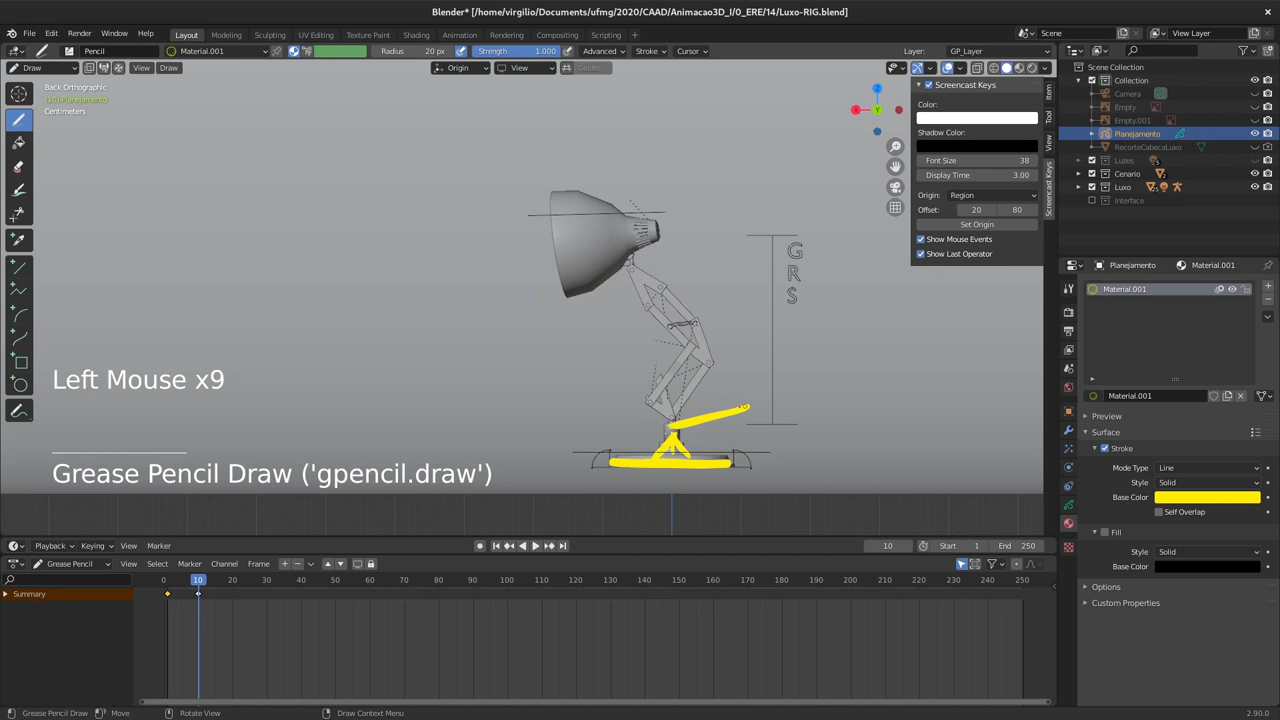 Blender* [/home/virgilio/Documents/ufmg/2020/CAAD/Animacao3D_I/0_ERE/14/Luxo-RIG.blend]
File Edit Render Window Help Layout Modeling Sculpting UV Editing Texture Paint Shading Animation Rendering Compositing Scripting + Scene View Layer
Pencil Material.001 Radius 20 px Strength 1.000 Advanced Stroke Cursor Layer: GP_Layer
Draw View Draw Origin View Guides
Back Orthographic
(10) Planejamento
Centimeters
Z
X
Y
Screencast Keys
Color:
Shadow Color:
Font Size 38
Display Time 3.00
Origin: Region
Offset: 20 80
Set Origin
Show Mouse Events
Show Last Operator
Item
Tool
View
Screencast Keys
G
R
S
Left Mouse x9
Grease Pencil Draw ('gpencil.draw')
Scene Collection
Collection
Camera
Empty
Empty.001
Planejamento
RecorteCabecaLuxo
Luzes
Cenario
Luxo
Interface
Planejamento Material.001
Material.001
Material.001
Preview
Surface
Stroke
Mode Type Line
Style Solid
Base Color
Self Overlap
Fill
Style Solid
Base Color
Options
Custom Properties
Playback Keying View Marker 10 Start 1 End 250
Grease Pencil View Select Marker Channel Frame
0 10 20 30 40 50 60 70 80 90 100 110 120 130 140 150 160 170 180 190 200 210 220 230 240 250
Summary
Grease Pencil Draw Move Rotate View Draw Context Menu 2.90.0